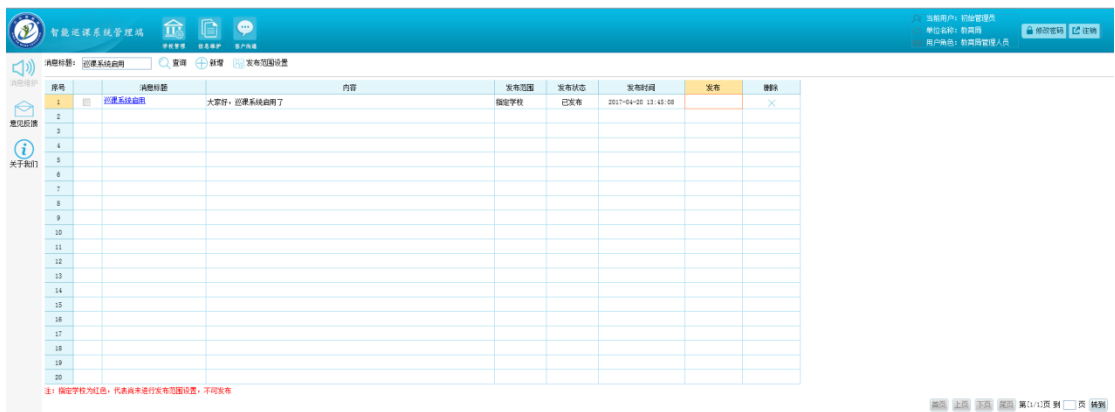 智能巡课系统管理端
学校管理 信息维护 客户沟通
当前用户：初始管理员
单位名称：教育局
用户角色：教育局管理人员
修改密码 注销
消息维护
意见反馈
关于我们
消息标题： 巡课系统启用 查询 新增 发布范围设置
序号 消息标题 内容 发布范围 发布状态 发布时间 发布 删除
1 巡课系统启用 大家好，巡课系统启用了 指定学校 已发布 2017-04-20 13:45:08
2
3
4
5
6
7
8
9
10
11
12
13
14
15
16
17
18
19
20
注：指定学校为红色，代表尚未进行发布范围设置，不可发布
首页 上页 下页 尾页 第[1/1]页 到 页 转到